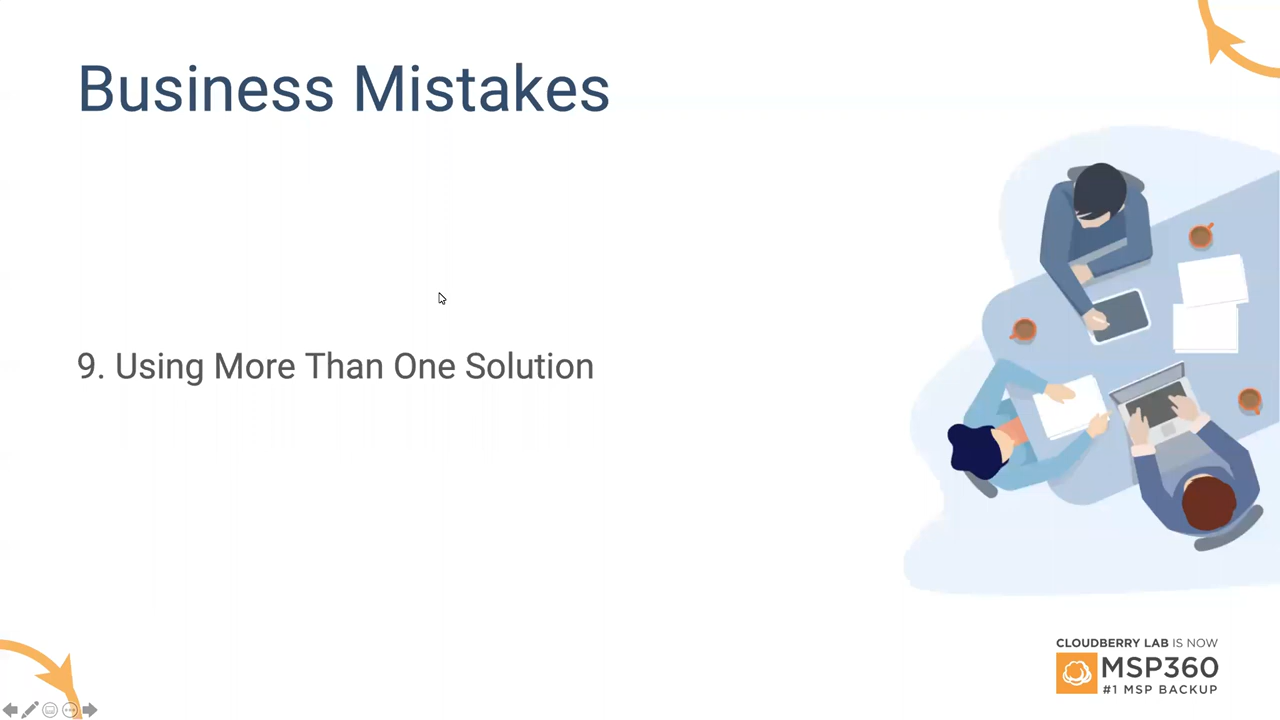 Business Mistakes
9. Using More Than One Solution
CLOUDBERRY LAB IS NOW
MSP360
#1 MSP BACKUP